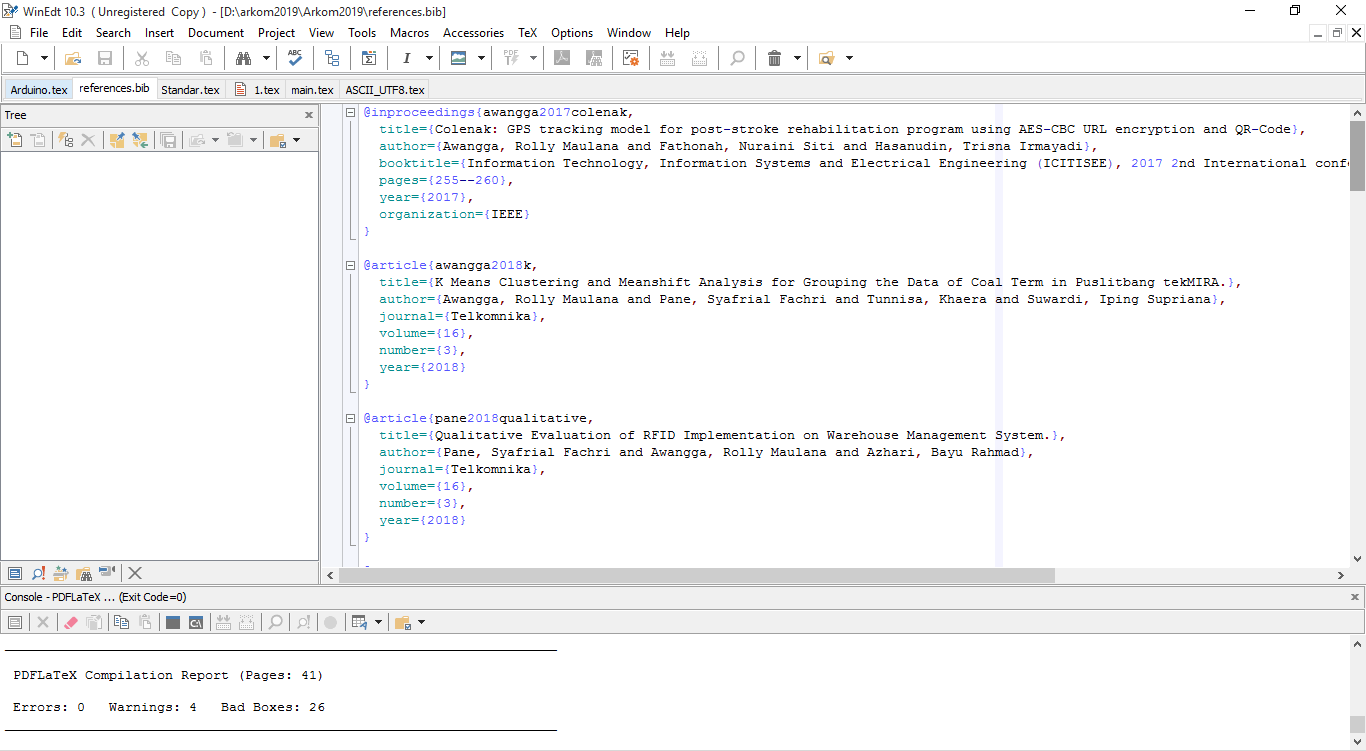 WinEdt 10.3 ( Unregistered Copy ) - [D:\arkom2019\Arkom2019\references.bib]
File Edit Search Insert Document Project View Tools Macros Accessories TeX Options Window Help
ABC I PDF TF
Arduino.tex references.bib Standar.tex 1.tex main.tex ASCII_UTF8.tex
Tree
@inproceedings{awangga2017colenak,
title={Colenak: GPS tracking model for post-stroke rehabilitation program using AES-CBC URL encryption and QR-Code},
author={Awangga, Rolly Maulana and Fathonah, Nuraini Siti and Hasanudin, Trisna Irmayadi},
booktitle={Information Technology, Information Systems and Electrical Engineering (ICITISEE), 2017 2nd International conf
pages={255--260},
year={2017},
organization={IEEE}
}
@article{awangga2018k,
title={K Means Clustering and Meanshift Analysis for Grouping the Data of Coal Term in Puslitbang tekMIRA.},
author={Awangga, Rolly Maulana and Pane, Syafrial Fachri and Tunnisa, Khaera and Suwardi, Iping Supriana},
journal={Telkomnika},
volume={16},
number={3},
year={2018}
}
@article{pane2018qualitative,
title={Qualitative Evaluation of RFID Implementation on Warehouse Management System.},
author={Pane, Syafrial Fachri and Awangga, Rolly Maulana and Azhari, Bayu Rahmad},
journal={Telkomnika},
volume={16},
number={3},
year={2018}
}
Console - PDFLaTeX ... (Exit Code=0)
PDFLaTeX Compilation Report (Pages: 41)
Errors: 0 Warnings: 4 Bad Boxes: 26